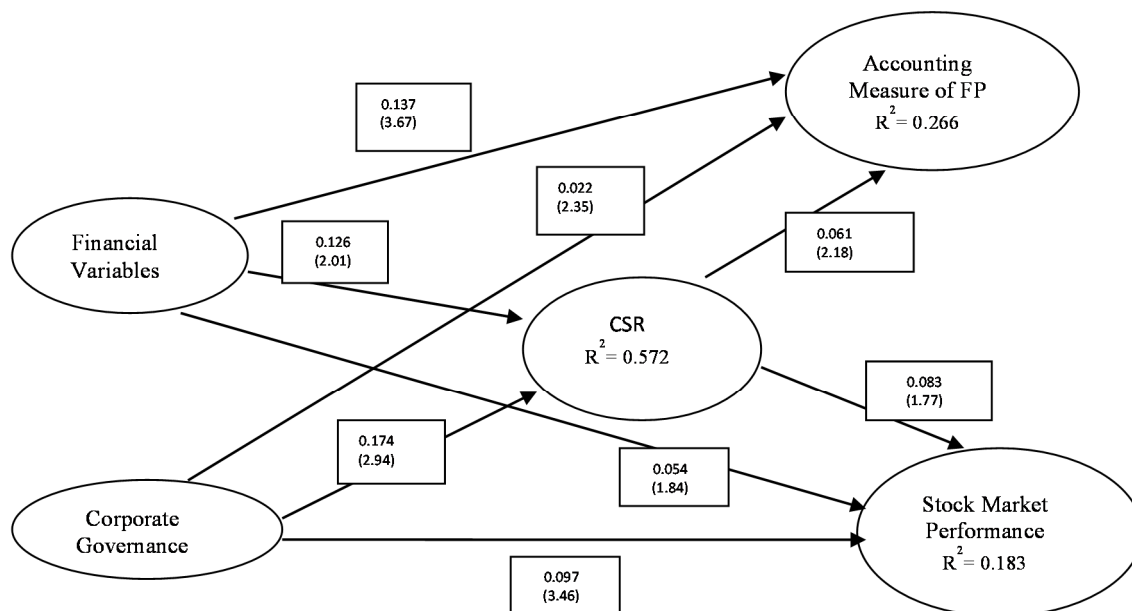 Accounting
Measure of FP
R² = 0.266
0.137
(3.67)
0.022
(2.35)
0.061
(2.18)
Financial
Variables
0.126
(2.01)
CSR
R² = 0.572
0.083
(1.77)
0.174
(2.94)
0.054
(1.84)
Corporate
Governance
Stock Market
Performance
R² = 0.183
0.097
(3.46)